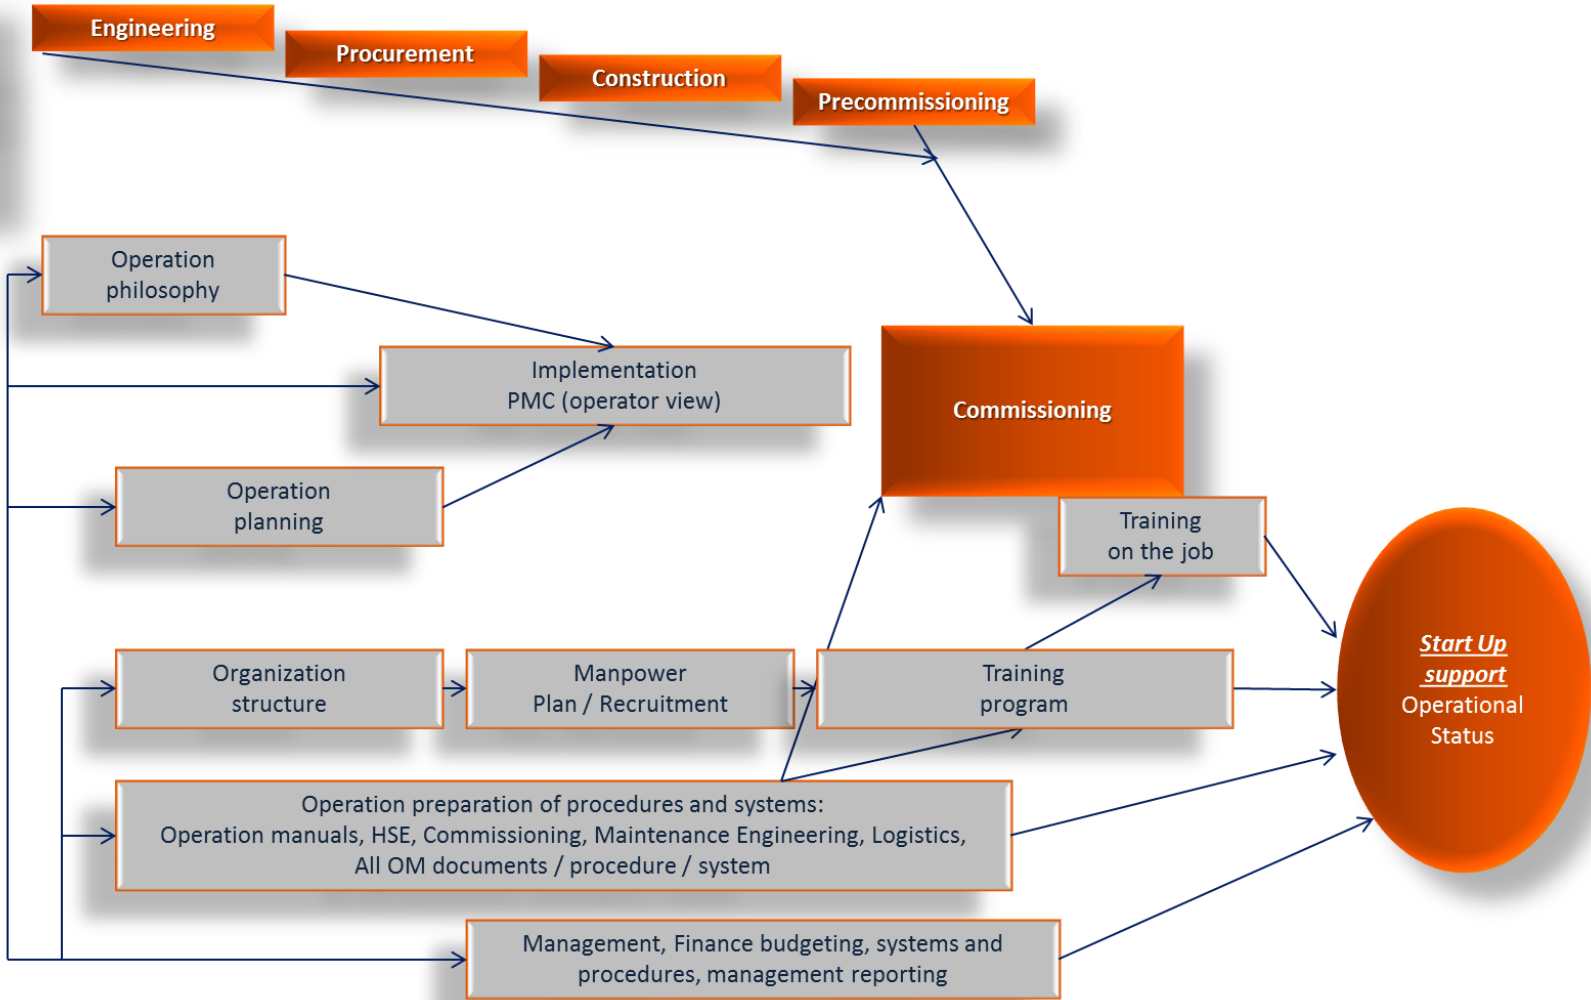 Engineering
Procurement
Construction
Precommissioning
Operation
philosophy
Implementation
PMC (operator view)
Commissioning
Operation
planning
Training
on the job
Start Up
support
Operational
Status
Organization
structure
Manpower
Plan / Recruitment
Training
program
Operation preparation of procedures and systems:
Operation manuals, HSE, Commissioning, Maintenance Engineering, Logistics,
All OM documents / procedure / system
Management, Finance budgeting, systems and
procedures, management reporting